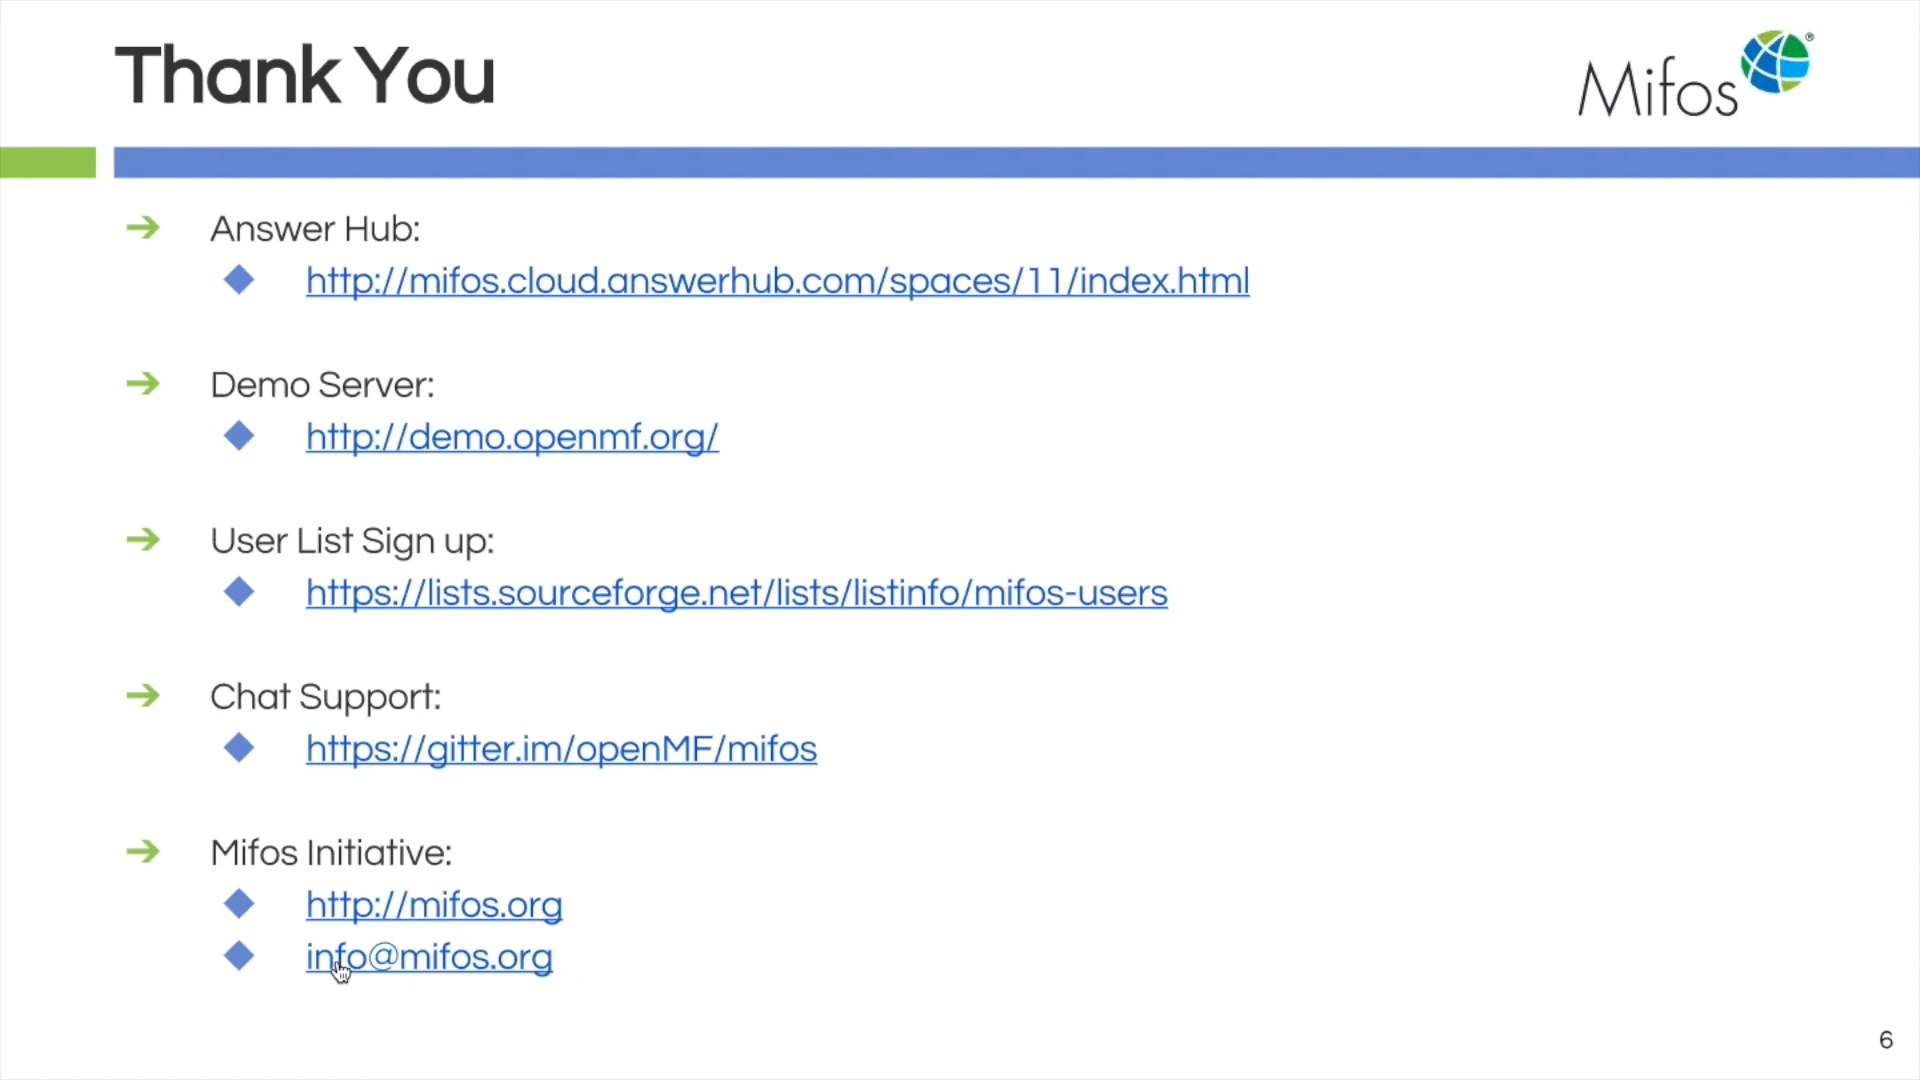 Thank You
Mifos®
Answer Hub:
http://mifos.cloud.answerhub.com/spaces/11/index.html
Demo Server:
http://demo.openmf.org/
User List Sign up:
https://lists.sourceforge.net/lists/listinfo/mifos-users
Chat Support:
https://gitter.im/openMF/mifos
Mifos Initiative:
http://mifos.org
info@mifos.org
6